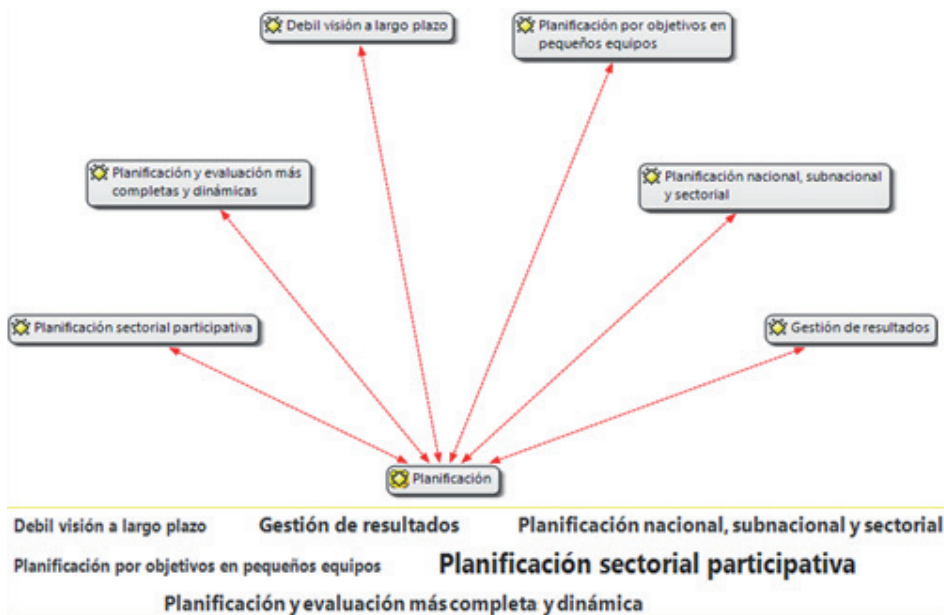 Debil visión a largo plazo
Planificación por objetivos en
pequeños equipos
Planificación y evaluación más
completas y dinámicas
Planificación nacional, subnacional
y sectorial
Planificación sectorial participativa
Gestión de resultados
Planificación
Debil visión a largo plazo
Gestión de resultados
Planificación nacional, subnacional y sectorial
Planificación por objetivos en pequeños equipos
Planificación sectorial participativa
Planificación y evaluación más completa y dinámica